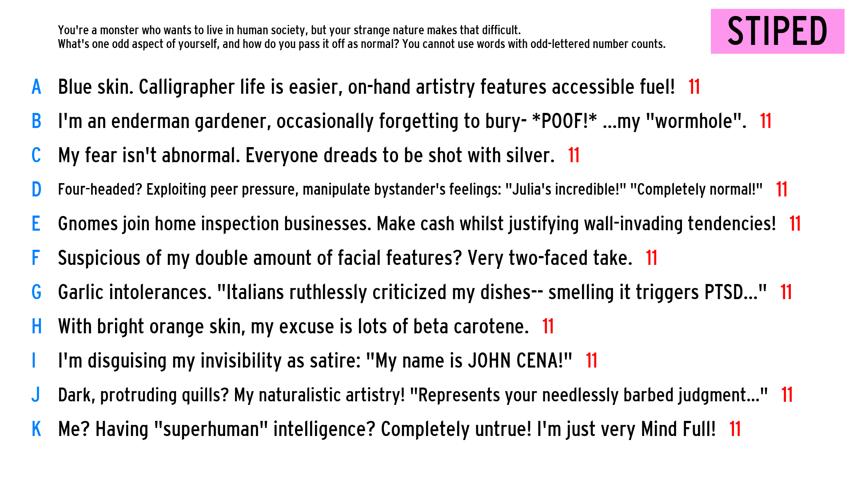 You're a monster who wants to live in human society, but your strange nature makes that difficult.
What's one odd aspect of yourself, and how do you pass it off as normal? You cannot use words with odd-lettered number counts.
STIPED
A Blue skin. Calligrapher life is easier, on-hand artistry features accessible fuel! 11
B I'm an enderman gardener, occasionally forgetting to bury- *POOF!* ...my "wormhole". 11
C My fear isn't abnormal. Everyone dreads to be shot with silver. 11
D Four-headed? Exploiting peer pressure, manipulate bystander's feelings: "Julia's incredible!" "Completely normal!" 11
E Gnomes join home inspection businesses. Make cash whilst justifying wall-invading tendencies! 11
F Suspicious of my double amount of facial features? Very two-faced take. 11
G Garlic intolerances. "Italians ruthlessly criticized my dishes-- smelling it triggers PTSD..." 11
H With bright orange skin, my excuse is lots of beta carotene. 11
I I'm disguising my invisibility as satire: "My name is JOHN CENA!" 11
J Dark, protruding quills? My naturalistic artistry! "Represents your needlessly barbed judgment..." 11
K Me? Having "superhuman" intelligence? Completely untrue! I'm just very Mind Full! 11